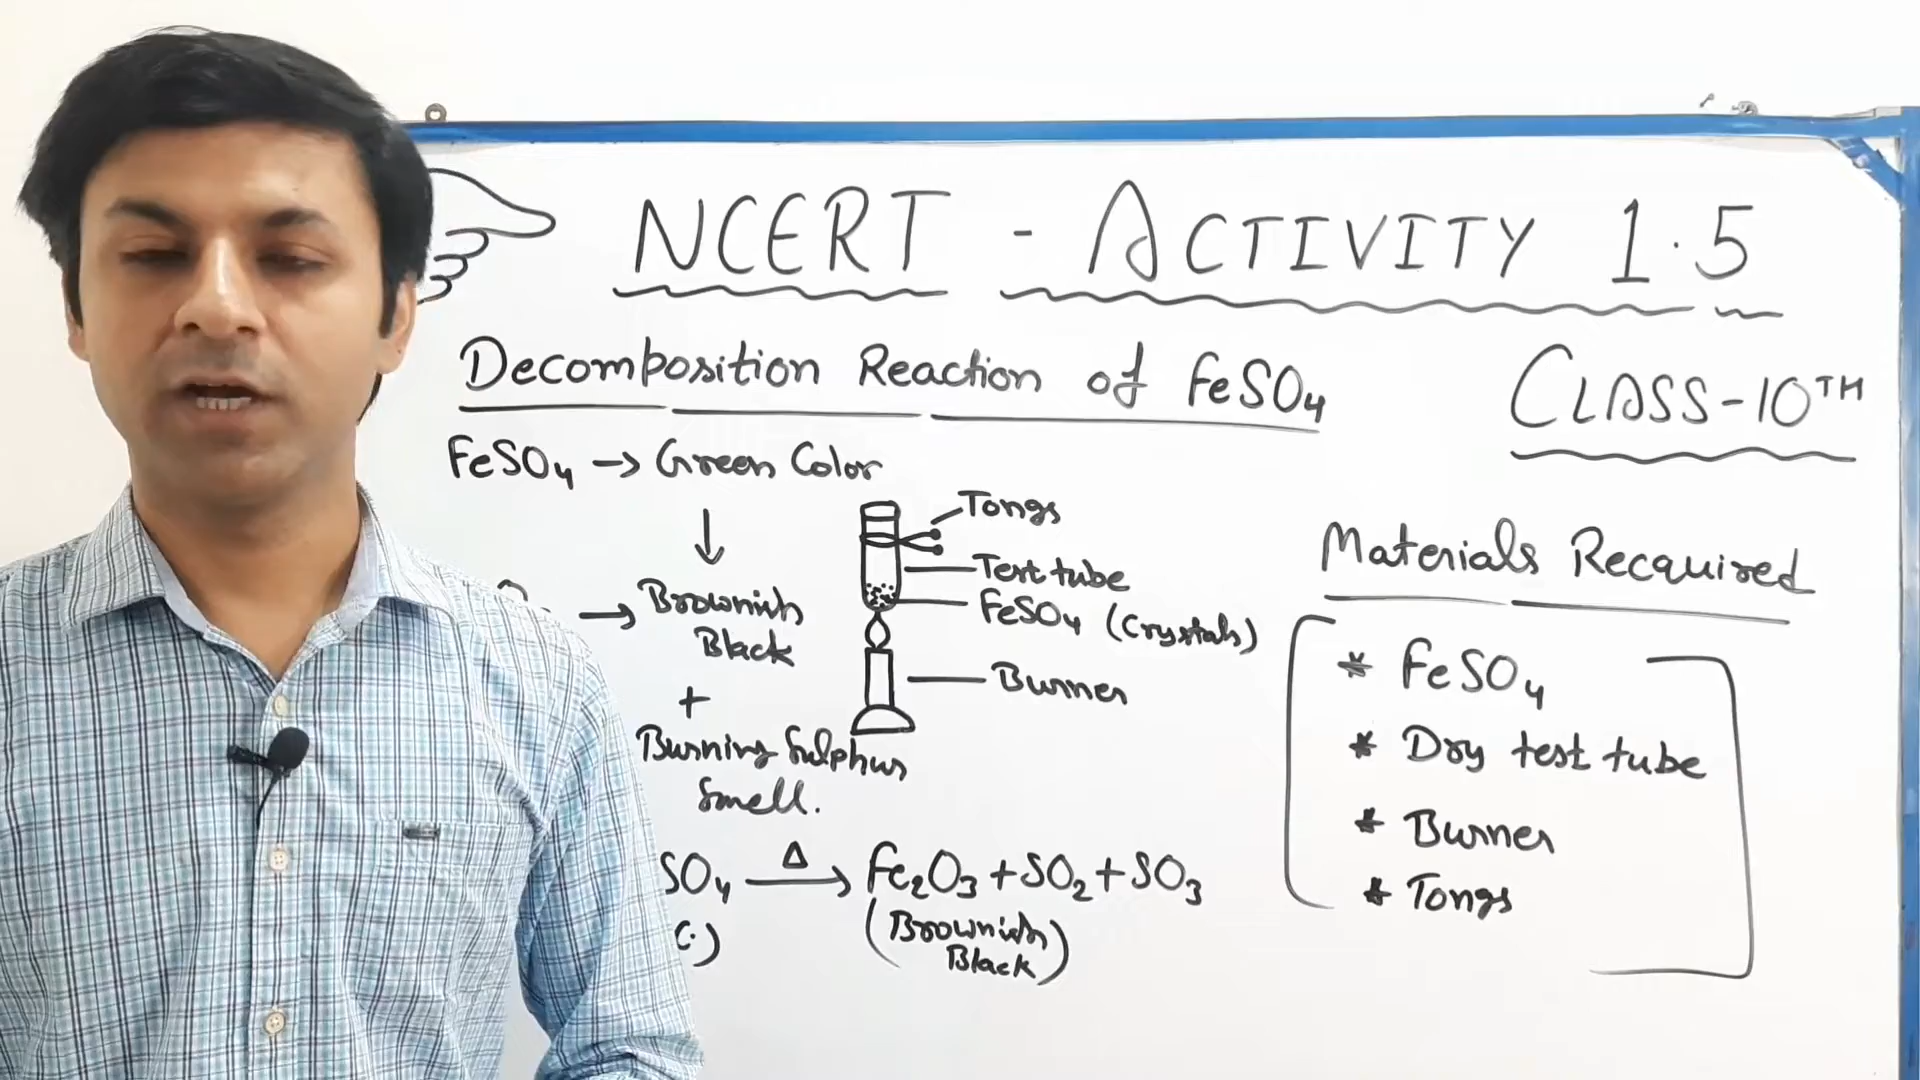 NCERT - ACTIVITY 1.5
Decomposition Reaction of FeSO₄
CLASS-10TH
FeSO₄ → Green Color
↓
→ Brownish
Black
+
Burning Sulphur
Smell.
Tongs
Test tube
FeSO₄ (Crystals)
Burner
SO₄ —Δ→ Fe₂O₃ + SO₂ + SO₃
(Brownish
Black)
Materials Recquired
* FeSO₄
* Dry test tube
* Burner
* Tongs